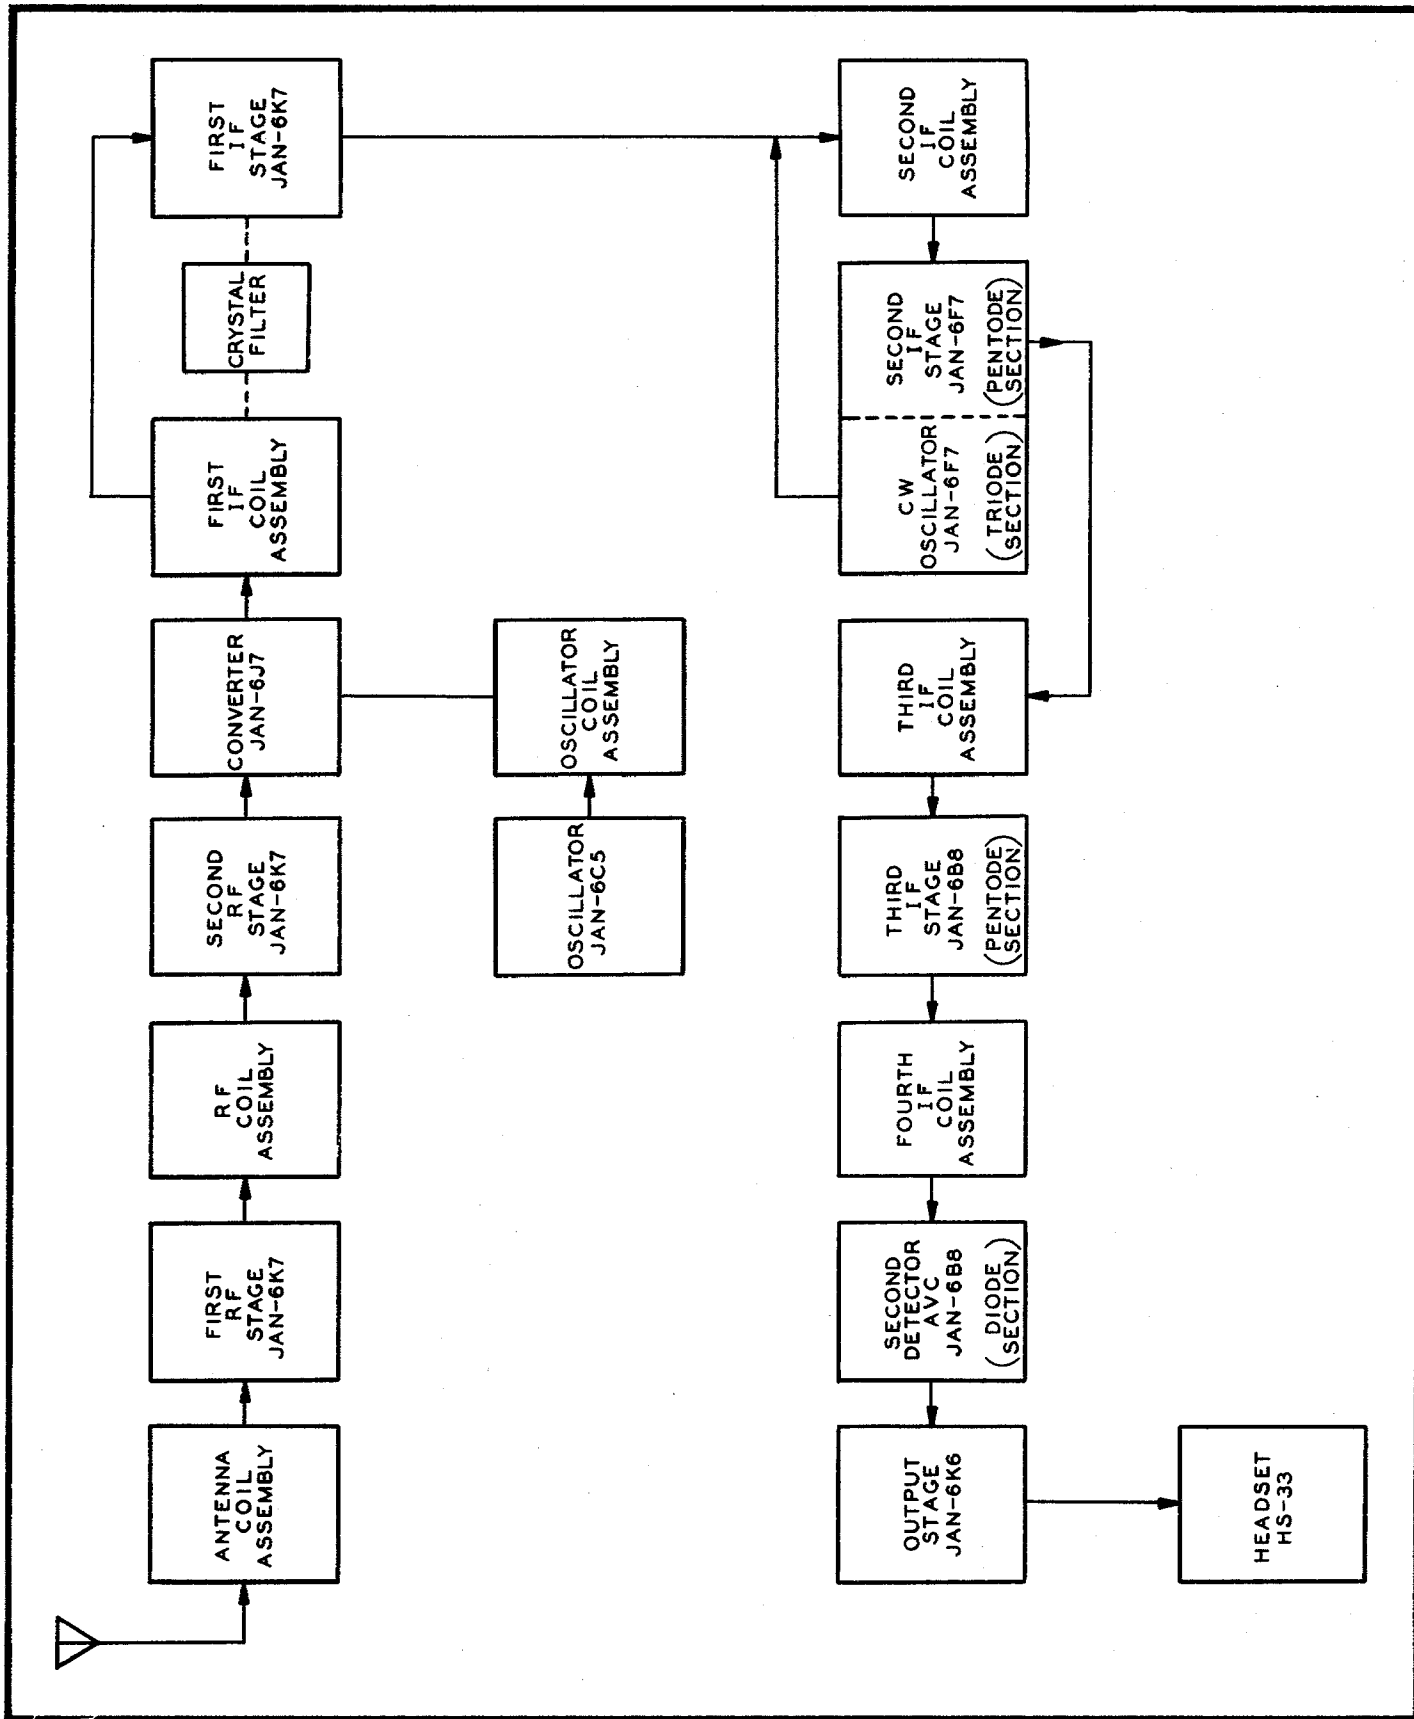 ANTENNA
COIL
ASSEMBLY
FIRST
RF
STAGE
JAN-6K7
RF
COIL
ASSEMBLY
SECOND
RF
STAGE
JAN-6K7
CONVERTER
JAN-6J7
FIRST
IF
COIL
ASSEMBLY
CRYSTAL
FILTER
FIRST
IF
STAGE
JAN-6K7
OSCILLATOR
JAN-6C5
OSCILLATOR
COIL
ASSEMBLY
OUTPUT
STAGE
JAN-6K6
SECOND
DETECTOR
AVC
JAN-6B8
(DIODE
SECTION)
FOURTH
IF
COIL
ASSEMBLY
THIRD
IF
STAGE
JAN-6B8
(PENTODE
SECTION)
THIRD
IF
COIL
ASSEMBLY
CW
OSCILLATOR
JAN-6F7
(TRIODE
SECTION)
SECOND
IF
STAGE
JAN-6F7
(PENTODE
SECTION)
SECOND
IF
COIL
ASSEMBLY
HEADSET
HS-33